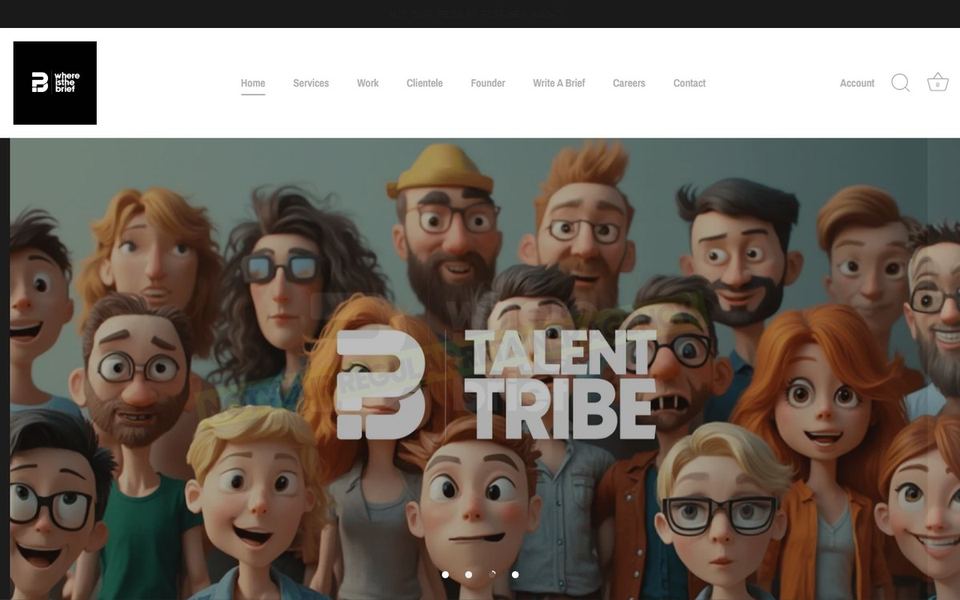 where
isthe
brief
Home
Services
Work
Clientele
Founder
Write A Brief
Careers
Contact
Account
0
TALENT
TRIBE